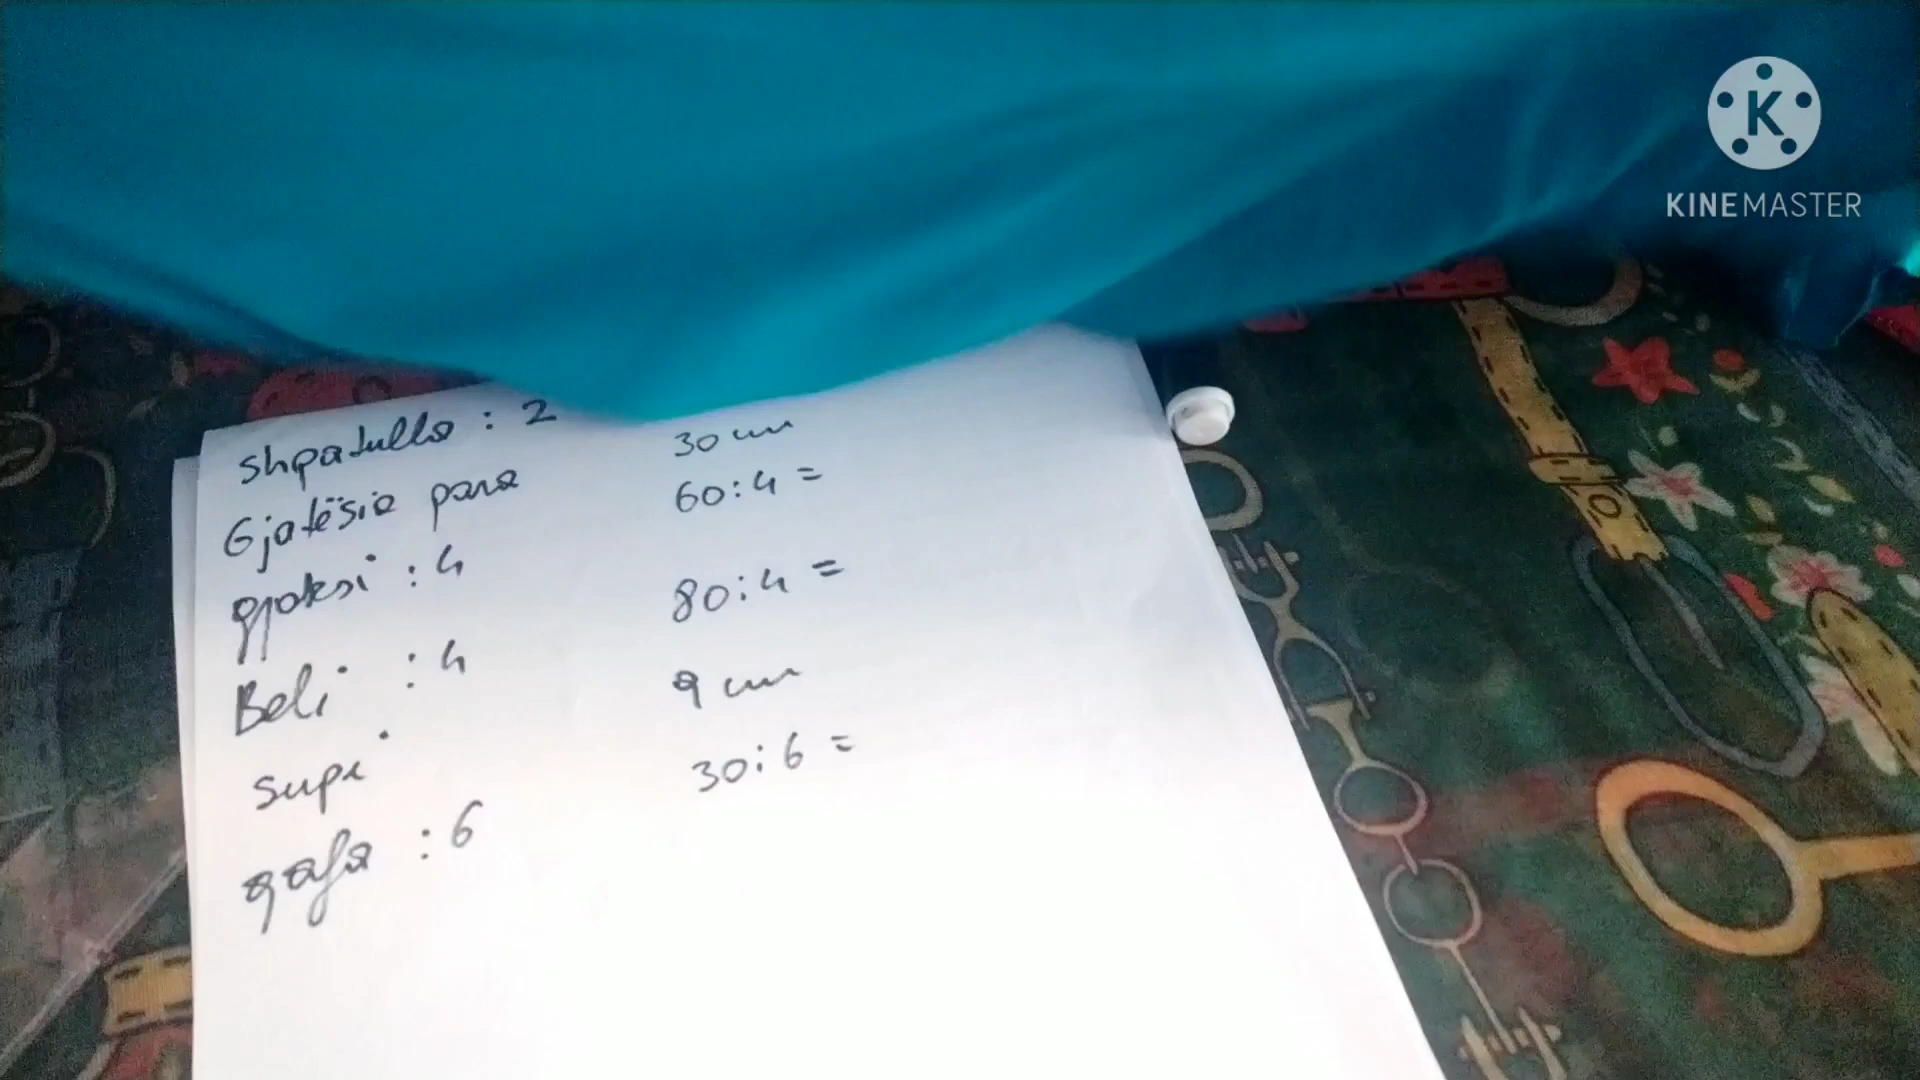 K
KINEMASTER
shpatulla : 2
Gjatësia para 30 cm
gjoksi : 4 60:4 =
Beli : 4 80:4 =
supi 9 cm
qafa : 6 30:6 =